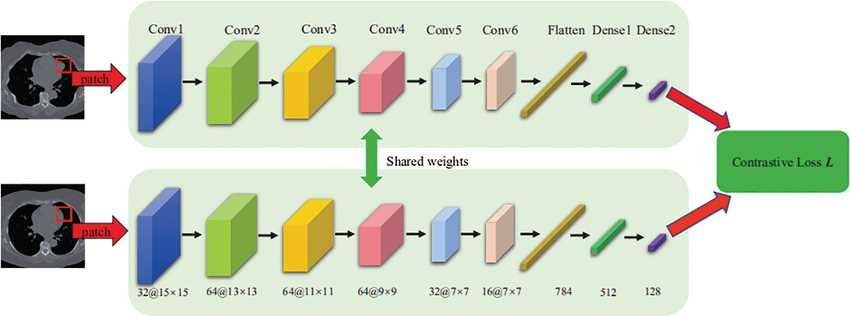 Conv1 Conv2 Conv3 Conv4 Conv5 Conv6 Flatten Dense1 Dense2
patch
Shared weights
Contrastive Loss L
patch
32@15×15 64@13×13 64@11×11 64@9×9 32@7×7 16@7×7 784 512 128